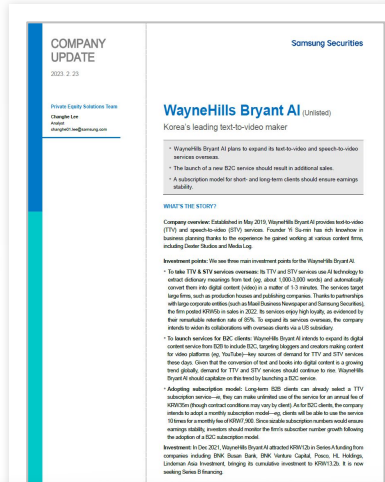 COMPANY
UPDATE
2023. 2. 23
Samsung Securities
Private Equity Solutions Team
Changhe Lee
Analyst
changhe01.lee@samsung.com
WayneHills Bryant AI (Unlisted)
Korea's leading text-to-video maker
• WayneHills Bryant AI plans to expand its text-to-video and speech-to-video
services overseas.
• The launch of a new B2C service should result in additional sales.
• A subscription model for short- and long-term clients should ensure earnings
stability.
WHAT'S THE STORY?
Company overview: Established in May 2019, WayneHills Bryant AI provides text-to-video
(TTV) and speech-to-video (STV) services. Founder Yi Su-min has rich knowhow in
business planning thanks to the experience he gained working at various content firms,
including Dexter Studios and Media Log.
Investment points: We see three main investment points for the WayneHills Bryant AI.
• To take TTV & STV services overseas: Its TTV and STV services use AI technology to
extract dictionary meanings from text (eg, about 1,000-3,000 words) and automatically
convert them into digital content (video) in a matter of 1-3 minutes. The services target
large firms, such as production houses and publishing companies. Thanks to partnerships
with large corporate entities (such as Maeil Business Newspaper and Samsung Securities),
the firm posted KRW5b in sales in 2022. Its services enjoy high loyalty, as evidenced by
their remarkable retention rate of 85%. To expand its services overseas, the company
intends to widen its collaborations with overseas clients via a US subsidiary.
• To launch services for B2C clients: WayneHills Bryant AI intends to expand its digital
content service from B2B to include B2C, targeting bloggers and creators making content
for video platforms (eg, YouTube)—key sources of demand for TTV and STV services
these days. Given that the conversion of text and books into digital content is a growing
trend globally, demand for TTV and STV services should continue to rise. WayneHills
Bryant AI should capitalize on this trend by launching a B2C service.
• Adopting subscription model: Long-term B2B clients can already select a TTV
subscription service—ie, they can make unlimited use of the service for an annual fee of
KRW35m (though contract conditions may vary by client). As for B2C clients, the company
intends to adopt a monthly subscription model—eg, clients will be able to use the service
10 times for a monthly fee of KRW7,900. Since sizable subscription numbers would ensure
earnings stability, investors should monitor the firm's subscriber number growth following
the adoption of a B2C subscription model.
Investment: In Dec 2021, WayneHills Bryant AI attracted KRW12b in Series A funding from
companies including BNK Busan Bank, BNK Venture Capital, Posco, HL Holdings,
Lindeman Asia Investment, bringing its cumulative investment to KRW13.2b. It is now
seeking Series B financing.